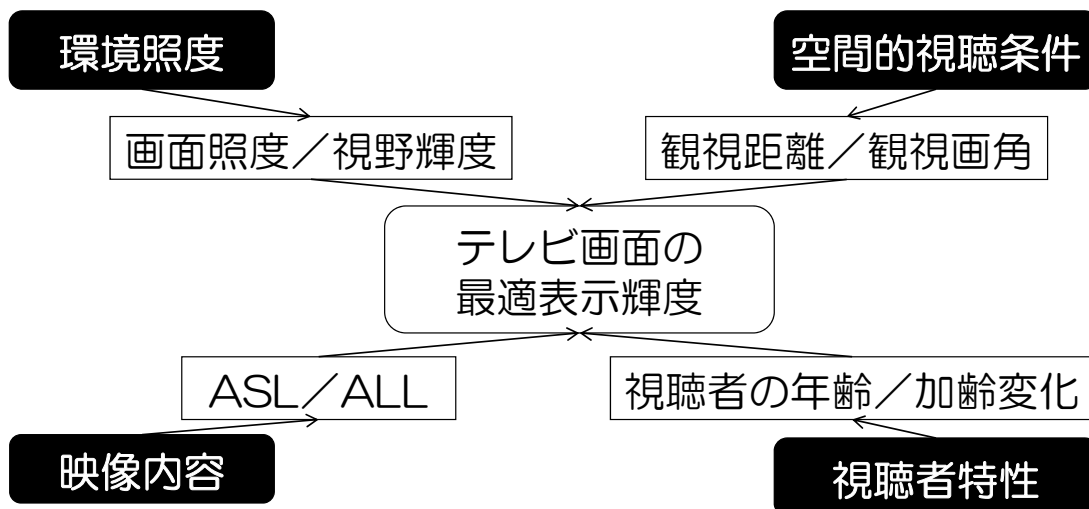 環境照度
空間的視聴条件
画面照度／視野輝度
観視距離／観視画角
テレビ画面の
最適表示輝度
ASL／ALL
視聴者の年齢／加齢変化
映像内容
視聴者特性